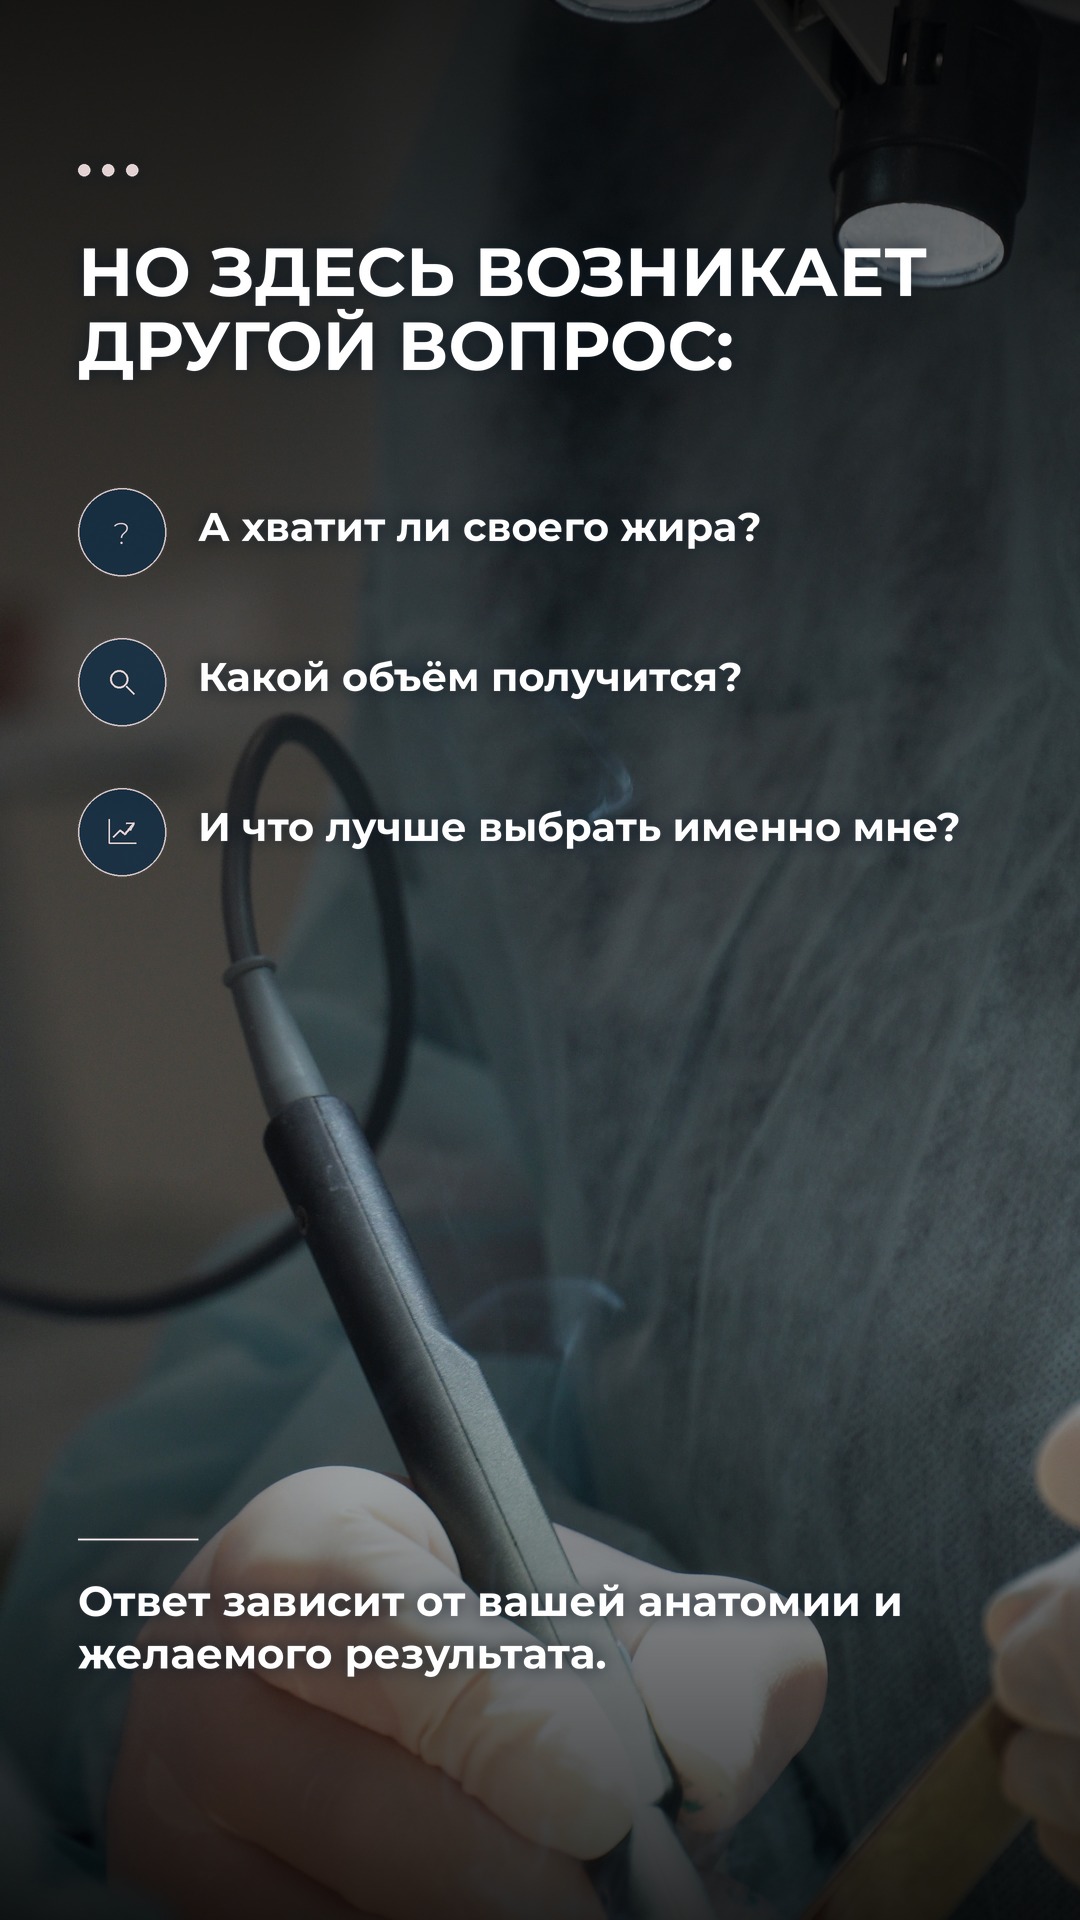 НО ЗДЕСЬ ВОЗНИКАЕТ
ДРУГОЙ ВОПРОС:
?
А хватит ли своего жира?
Какой объём получится?
И что лучше выбрать именно мне?
Ответ зависит от вашей анатомии и
желаемого результата.